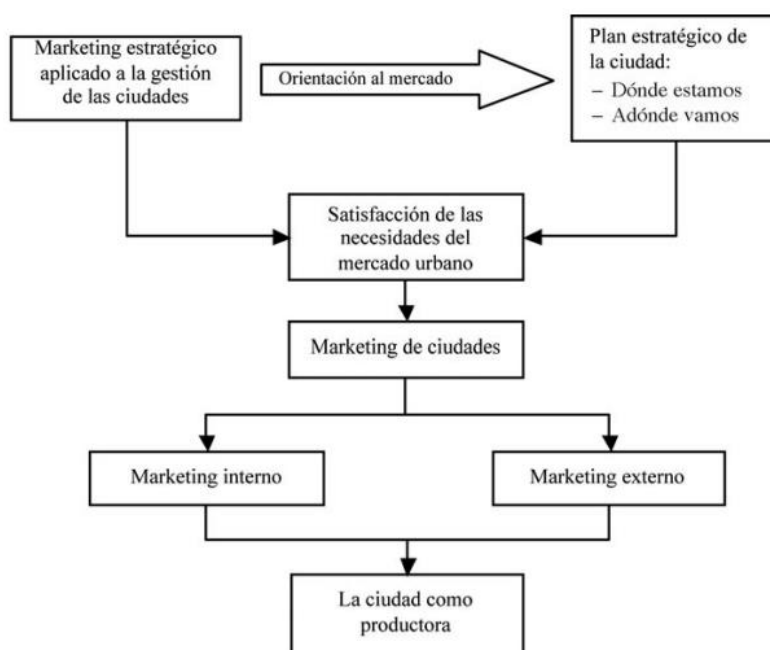 Marketing estratégico
aplicado a la gestión
de las ciudades
Orientación al mercado
Plan estratégico de
la ciudad:
– Dónde estamos
– Adónde vamos
Satisfacción de las
necesidades del
mercado urbano
Marketing de ciudades
Marketing interno
Marketing externo
La ciudad como
productora